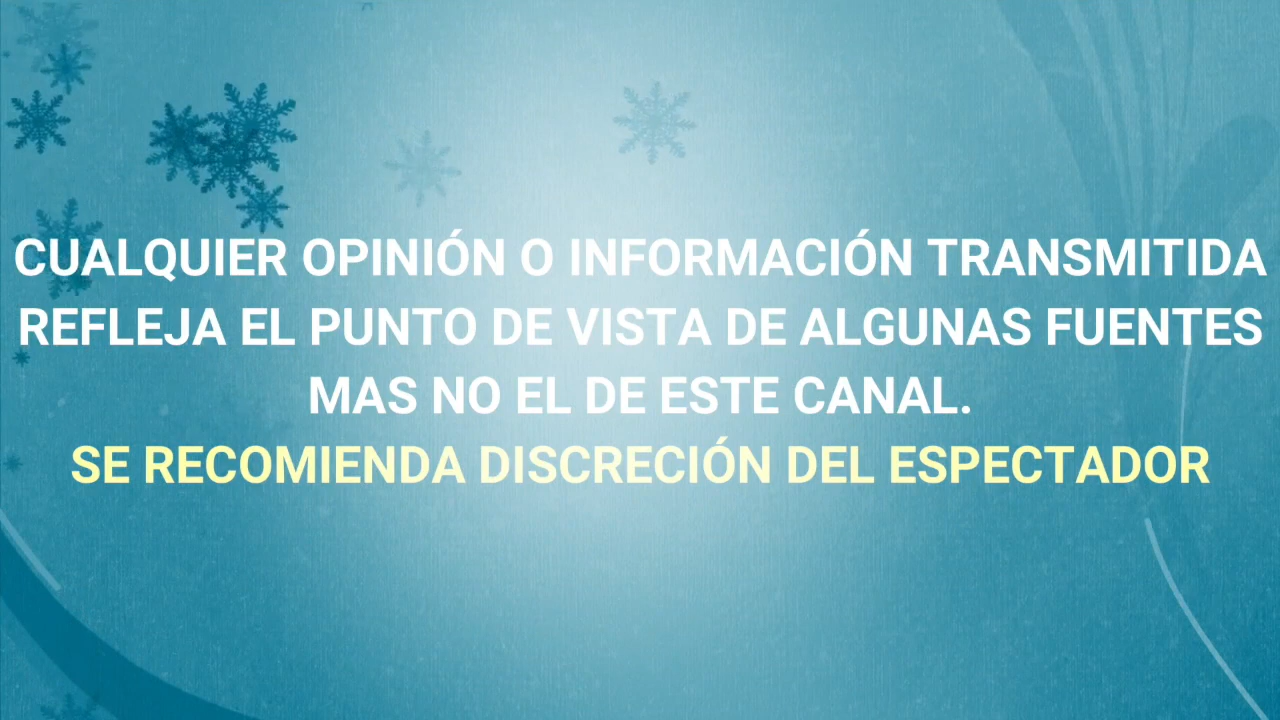 CUALQUIER OPINIÓN O INFORMACIÓN TRANSMITIDA
REFLEJA EL PUNTO DE VISTA DE ALGUNAS FUENTES
MAS NO EL DE ESTE CANAL.
SE RECOMIENDA DISCRECIÓN DEL ESPECTADOR